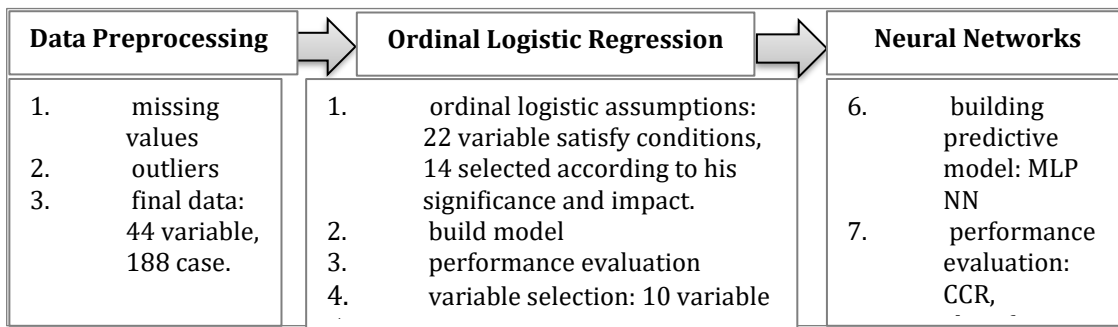 Data Preprocessing
Ordinal Logistic Regression
Neural Networks
1. missing
values
2. outliers
3. final data:
44 variable,
188 case.
1. ordinal logistic assumptions:
22 variable satisfy conditions,
14 selected according to his
significance and impact.
2. build model
3. performance evaluation
4. variable selection: 10 variable
6. building
predictive
model: MLP
NN
7. performance
evaluation:
CCR,